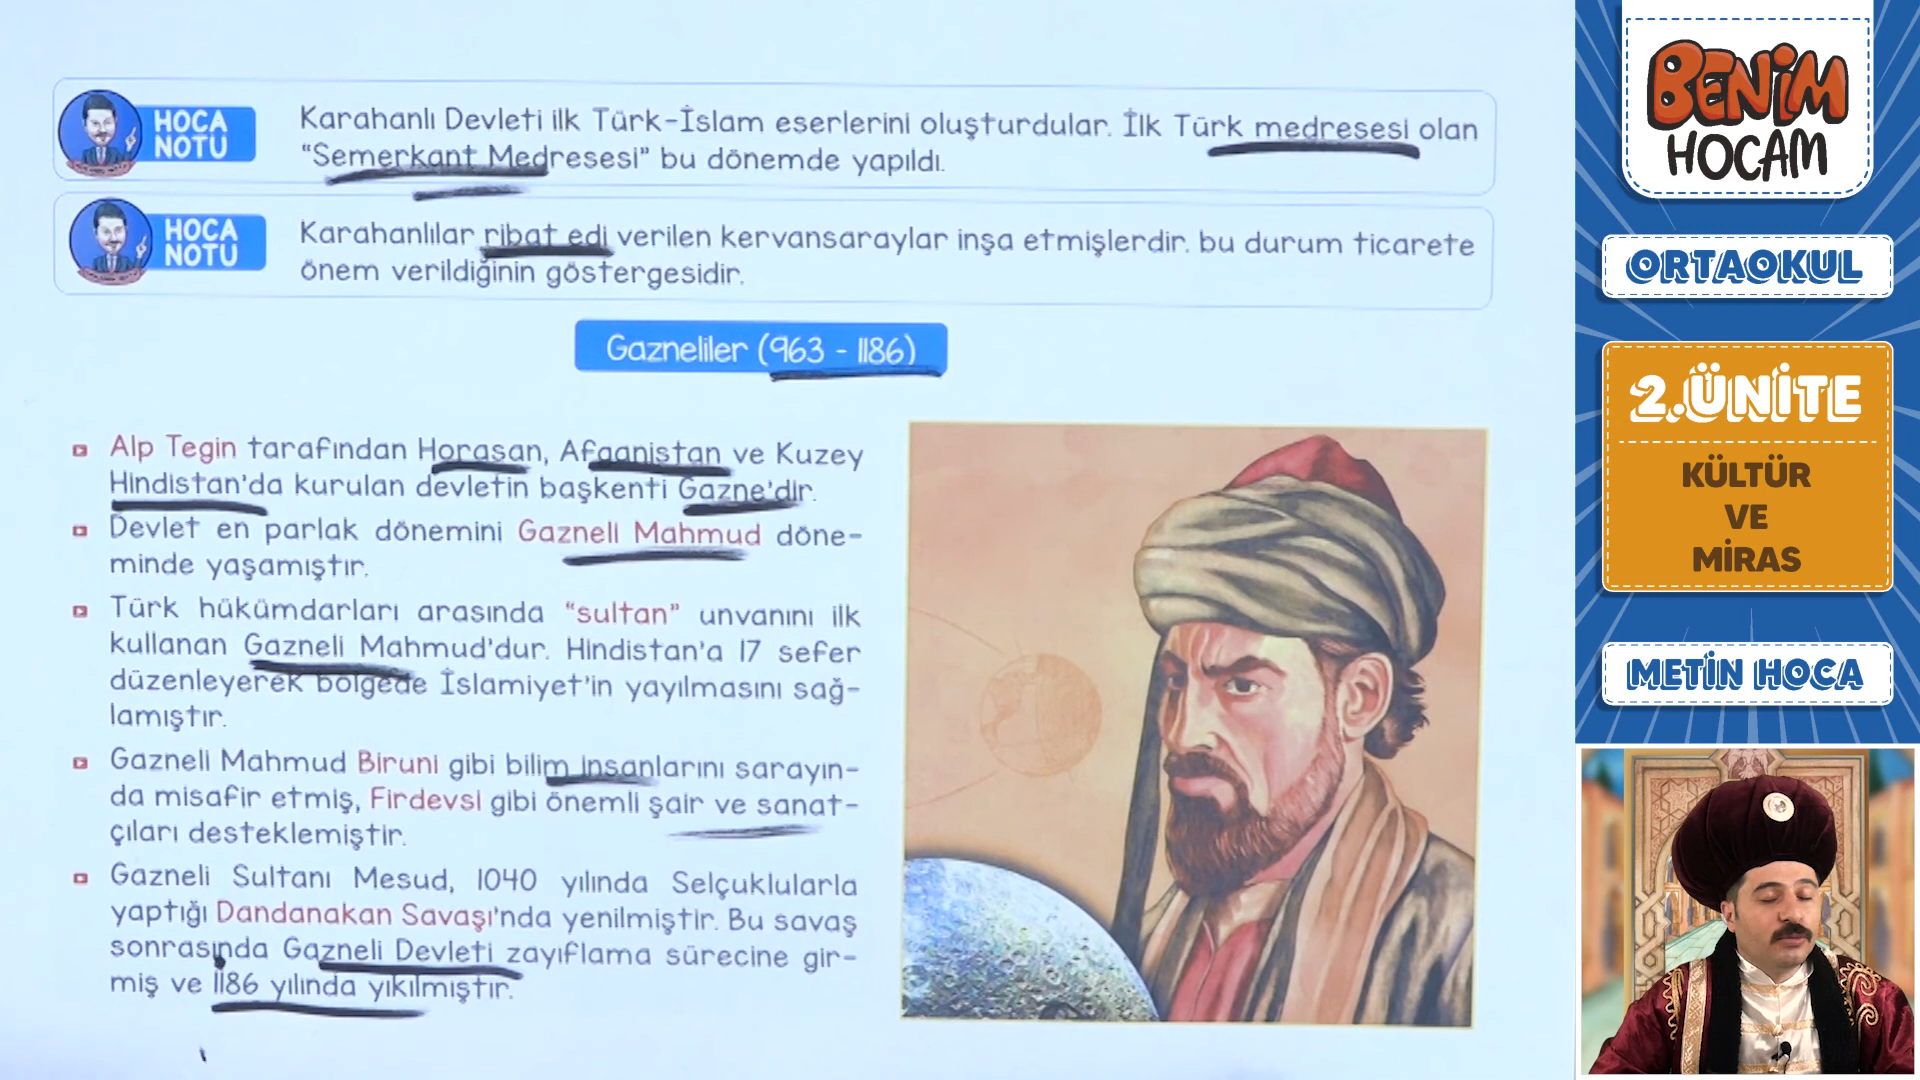 HOCA
NOTU
Karahanlı Devleti ilk Türk-İslam eserlerini oluşturdular. İlk Türk medresesi olan
"Semerkant Medresesi" bu dönemde yapıldı.
HOCA
NOTU
Karahanlılar ribat edi verilen kervansaraylar inşa etmişlerdir. bu durum ticarete
önem verildiğinin göstergesidir.
Gazneliler (963 - 1186)
Alp Tegin tarafından Horasan, Afganistan ve Kuzey
Hindistan'da kurulan devletin başkenti Gazne'dir.
Devlet en parlak dönemini Gazneli Mahmud döne-
minde yaşamıştır.
Türk hükümdarları arasında "sultan" unvanını ilk
kullanan Gazneli Mahmud'dur. Hindistan'a 17 sefer
düzenleyerek bölgede İslamiyet'in yayılmasını sağ-
lamıştır.
Gazneli Mahmud Biruni gibi bilim insanlarını sarayın-
da misafir etmiş, Firdevsi gibi önemli şair ve sanat-
çıları desteklemiştir.
Gazneli Sultanı Mesud, 1040 yılında Selçuklularla
yaptığı Dandanakan Savaşı'nda yenilmiştir. Bu savaş
sonrasında Gazneli Devleti zayıflama sürecine gir-
miş ve 1186 yılında yıkılmıştır.
BENİM
HOCAM
ORTAOKUL
2.ÜNİTE
KÜLTÜR
VE
MİRAS
METİN HOCA